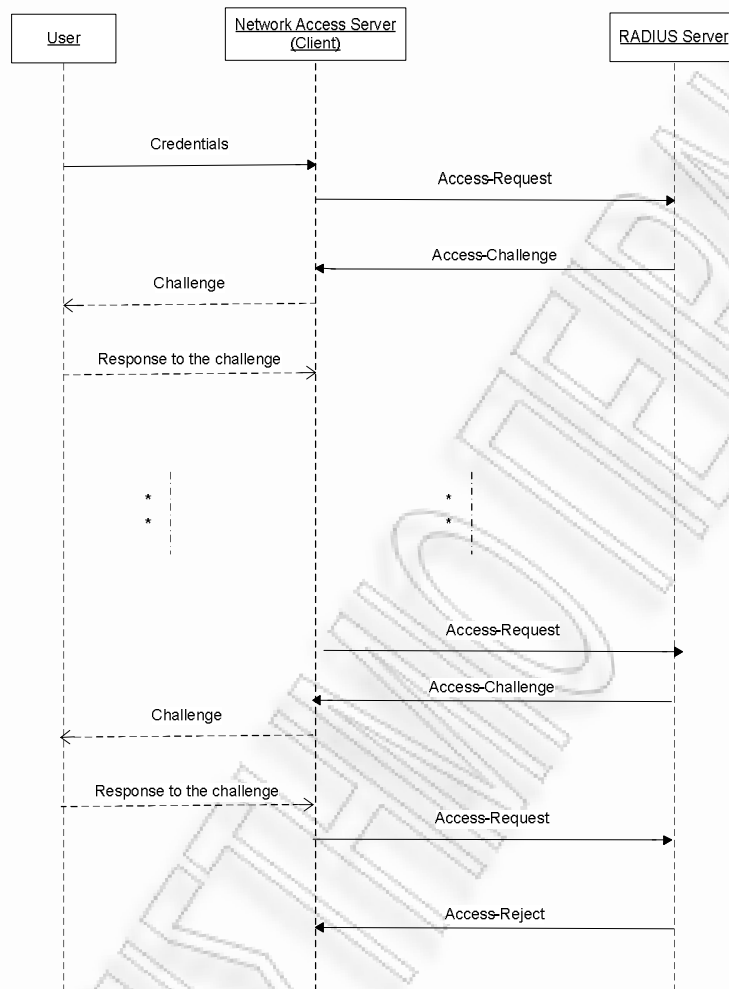 User
Network Access Server
(Client)
RADIUS Server
Credentials
Access-Request
Access-Challenge
Challenge
Response to the challenge
*
*
*
*
Access-Request
Access-Challenge
Challenge
Response to the challenge
Access-Request
Access-Reject